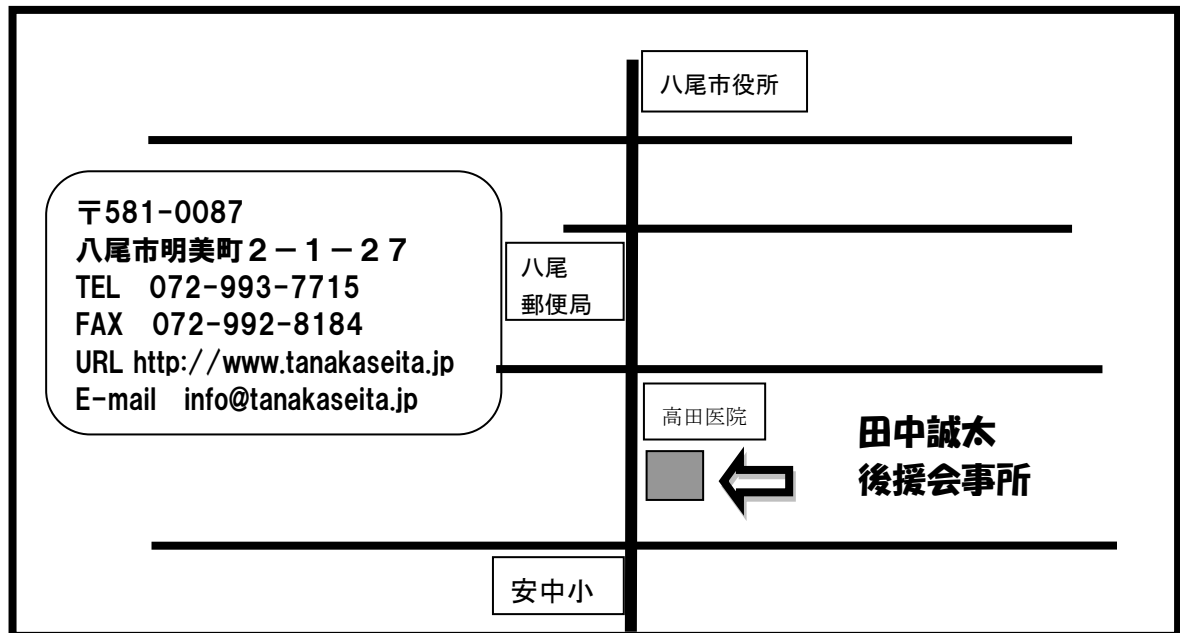 八尾市役所
〒581-0087
八尾市明美町２－１－２７
TEL　072-993-7715
FAX　072-992-8184
URL http://www.tanakaseita.jp
E-mail　info@tanakaseita.jp
八尾
郵便局
高田医院
田中誠太
後援会事所
安中小